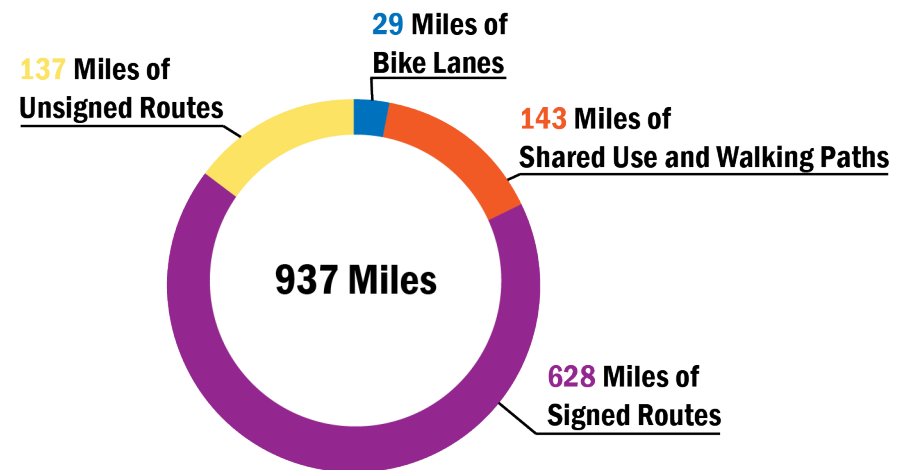 29 Miles of
Bike Lanes
137 Miles of
Unsigned Routes
143 Miles of
Shared Use and Walking Paths
937 Miles
628 Miles of
Signed Routes